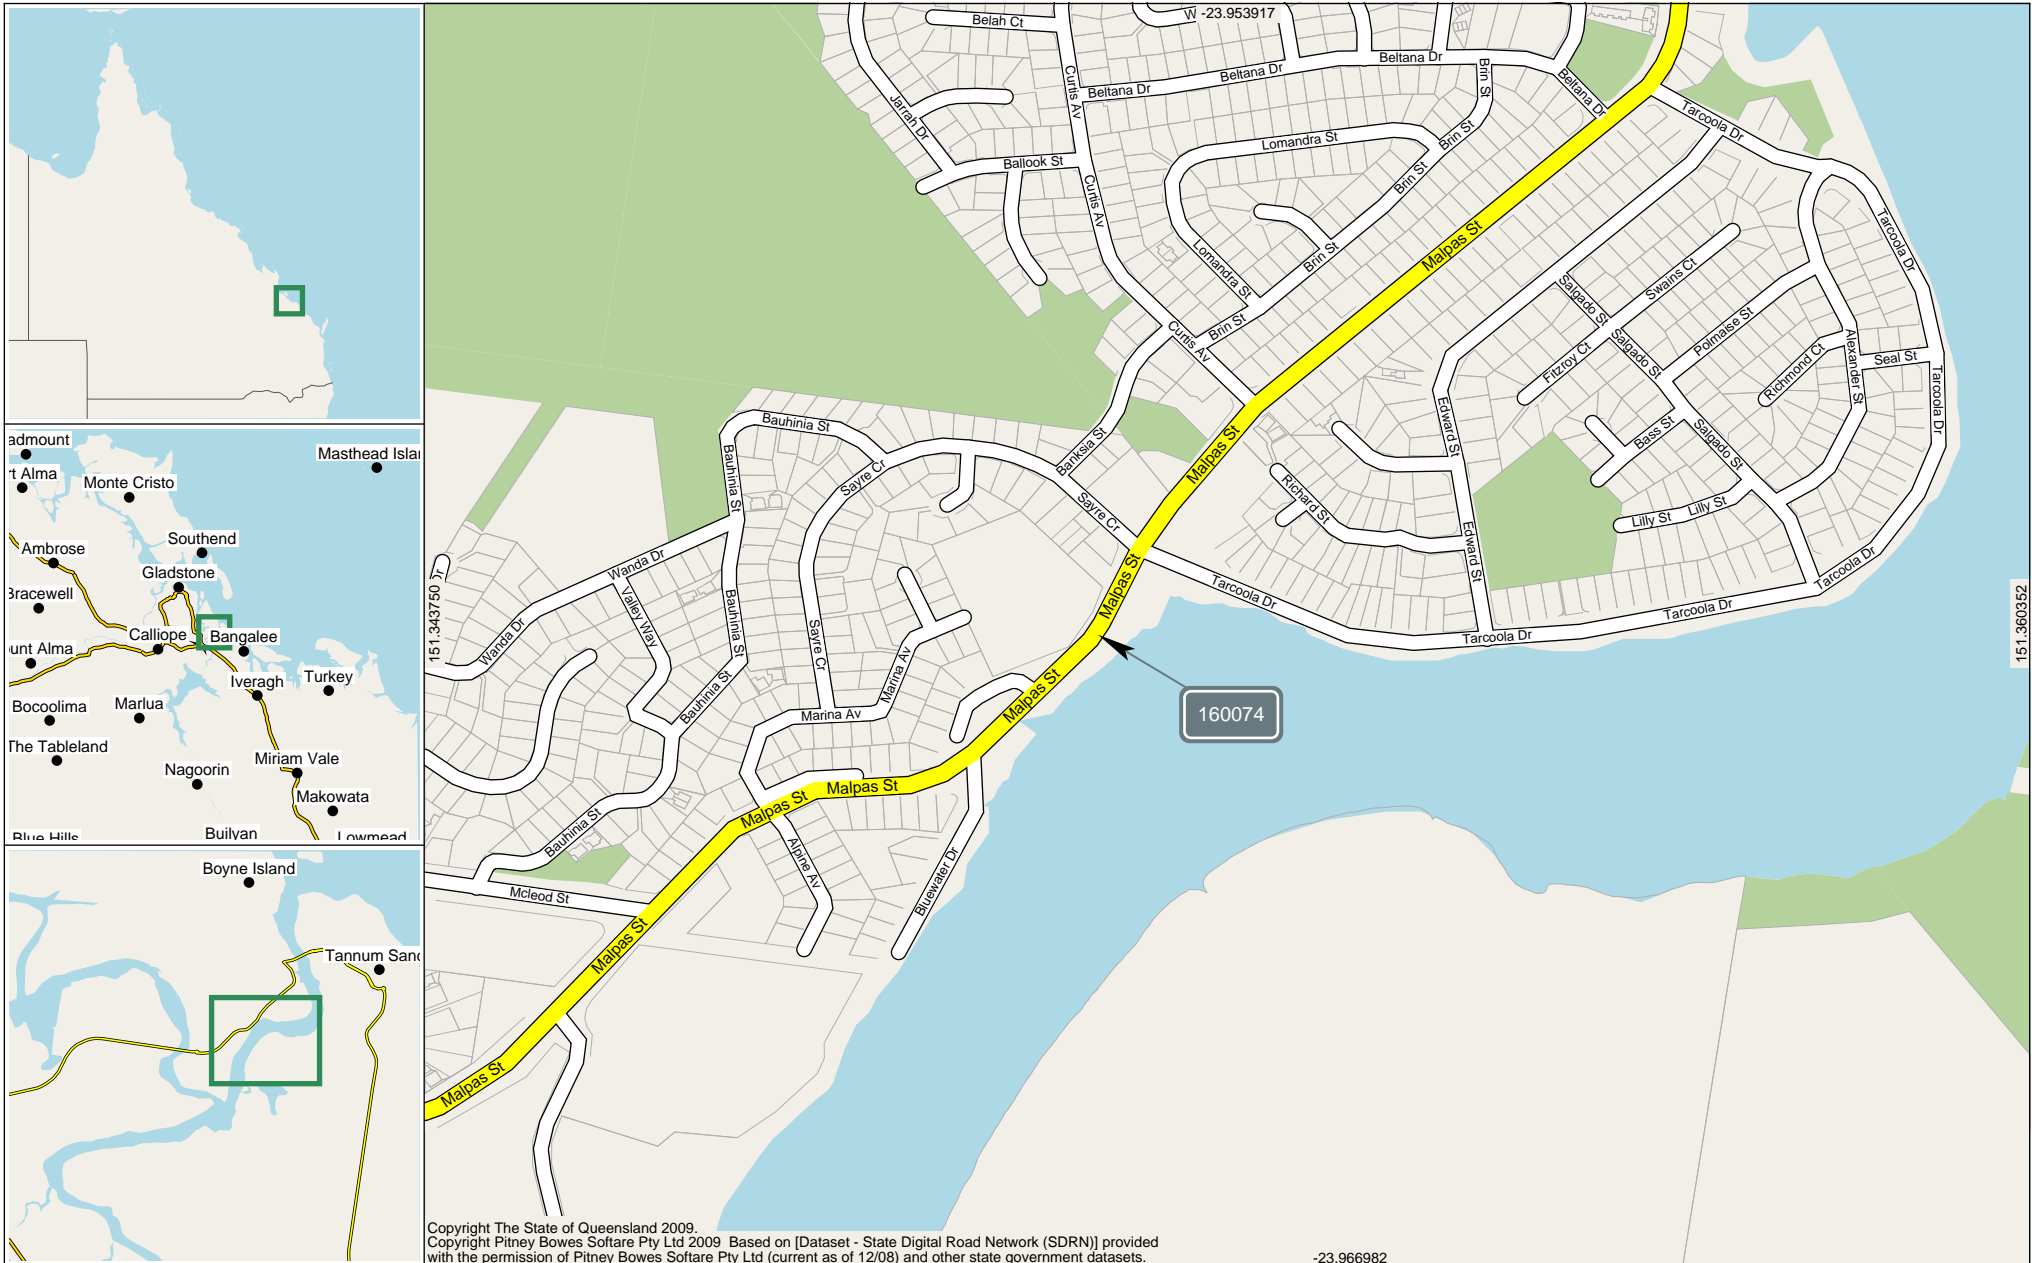 Masthead Islan
Monte Cristo
Southend
Ambrose
Gladstone
Bracewell
Calliope
Bangalee
Iveragh
Turkey
Bocoolima
Marlua
The Tableland
Nagoorin
Miriam Vale
Makowata
Blue Hills
Builyan
Lowmead
Boyne Island
Tannum Sand
Belah Ct
-23.953917
Beltana Dr
Beltana Dr
Beltana Dr
Beltana Dr
Curtis Av
Brin St
Jarrah Dr
Tarcoola Dr
Lomandra St
Brin St
Ballook St
Brin St
Curtis Av
Malpas St
Tarcoola Dr
Lomandra St
Brin St
Swains Ct
Salgado St
Polmaise St
Brin St
Curtis Av
Salgado St
Fitzroy Ct
Richmond Ct
Alexander St
Seal St
Tarcoola Dr
Bauhinia St
Edward St
Bass St
Salgado St
Malpas St
Banksia St
Sayre Cr
Bauhinia St
Richard St
Sayre Cr
Lilly St
Lilly St
Edward St
Wanda Dr
Malpas St
Tarcoola Dr
Tarcoola Dr
Tarcoola Dr
Tarcoola Dr
151.343750
151.360352
Valley Way
Bauhinia St
Wanda Dr
Sayre Cr
Marina Av
Malpas St
Bauhinia St
Marina Av
160074
Malpas St
Malpas St
Bauhinia St
Alpine Av
Bluewater Dr
Mcleod St
Malpas St
Malpas St
Copyright The State of Queensland 2009.
Copyright Pitney Bowes Softare Pty Ltd 2009 Based on [Dataset - State Digital Road Network (SDRN)] provided
with the permission of Pitney Bowes Softare Pty Ltd (current as of 12/08) and other state government datasets.
-23.966982